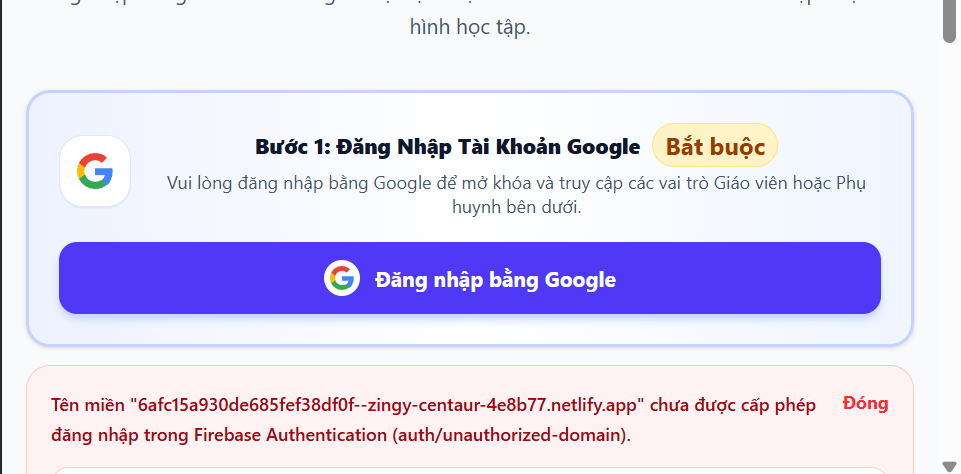 hình học tập.
Bước 1: Đăng Nhập Tài Khoản Google Bắt buộc
Vui lòng đăng nhập bằng Google để mở khóa và truy cập các vai trò Giáo viên hoặc Phụ
huynh bên dưới.
Đăng nhập bằng Google
Tên miền "6afc15a930de685fef38df0f--zingy-centaur-4e8b77.netlify.app" chưa được cấp phép Đóng
đăng nhập trong Firebase Authentication (auth/unauthorized-domain).